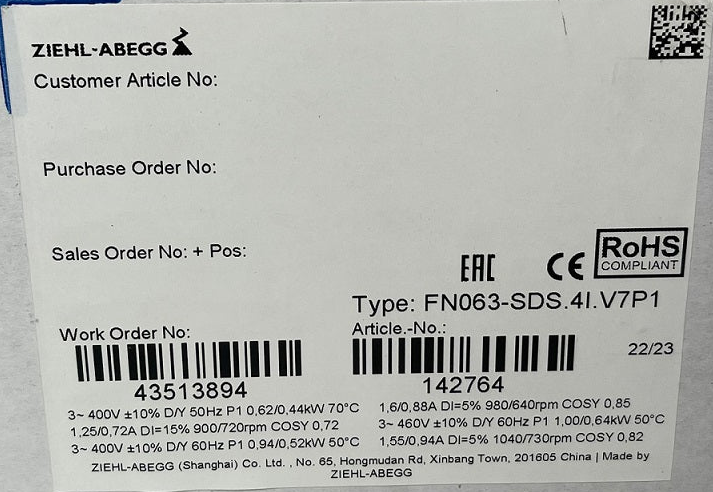 ZIEHL-ABEGG
Customer Article No:
Purchase Order No:
Sales Order No: + Pos:
EAC CE RoHS
COMPLIANT
Type: FN063-SDS.4I.V7P1
Work Order No: Article.-No.:
22/23
43513894 142764
3~ 400V ±10% D/Y 50Hz P1 0,62/0,44kW 70°C 1,6/0,88A DI=5% 980/640rpm COSY 0,85
1,25/0,72A DI=15% 900/720rpm COSY 0,72 3~ 460V ±10% D/Y 60Hz P1 1,00/0,64kW 50°C
3~ 400V ±10% D/Y 60Hz P1 0,94/0,52kW 50°C 1,55/0,94A DI=5% 1040/730rpm COSY 0,82
ZIEHL-ABEGG (Shanghai) Co. Ltd. , No. 65, Hongmudan Rd, Xinbang Town, 201605 China | Made by
ZIEHL-ABEGG